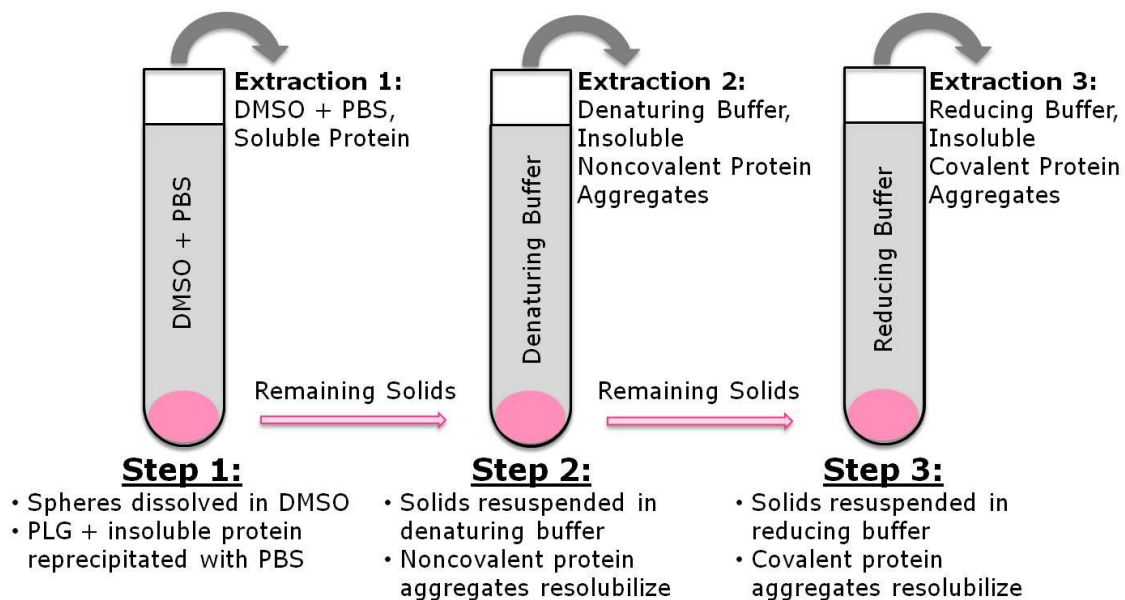 Extraction 1:
DMSO + PBS,
Soluble Protein
DMSO + PBS
Extraction 2:
Denaturing Buffer,
Insoluble
Noncovalent Protein
Aggregates
Denaturing Buffer
Extraction 3:
Reducing Buffer,
Insoluble
Covalent Protein
Aggregates
Reducing Buffer
Remaining Solids
Remaining Solids
Step 1:
• Spheres dissolved in DMSO
• PLG + insoluble protein
reprecipitated with PBS
Step 2:
• Solids resuspended in
denaturing buffer
• Noncovalent protein
aggregates resolubilize
Step 3:
• Solids resuspended in
reducing buffer
• Covalent protein
aggregates resolubilize